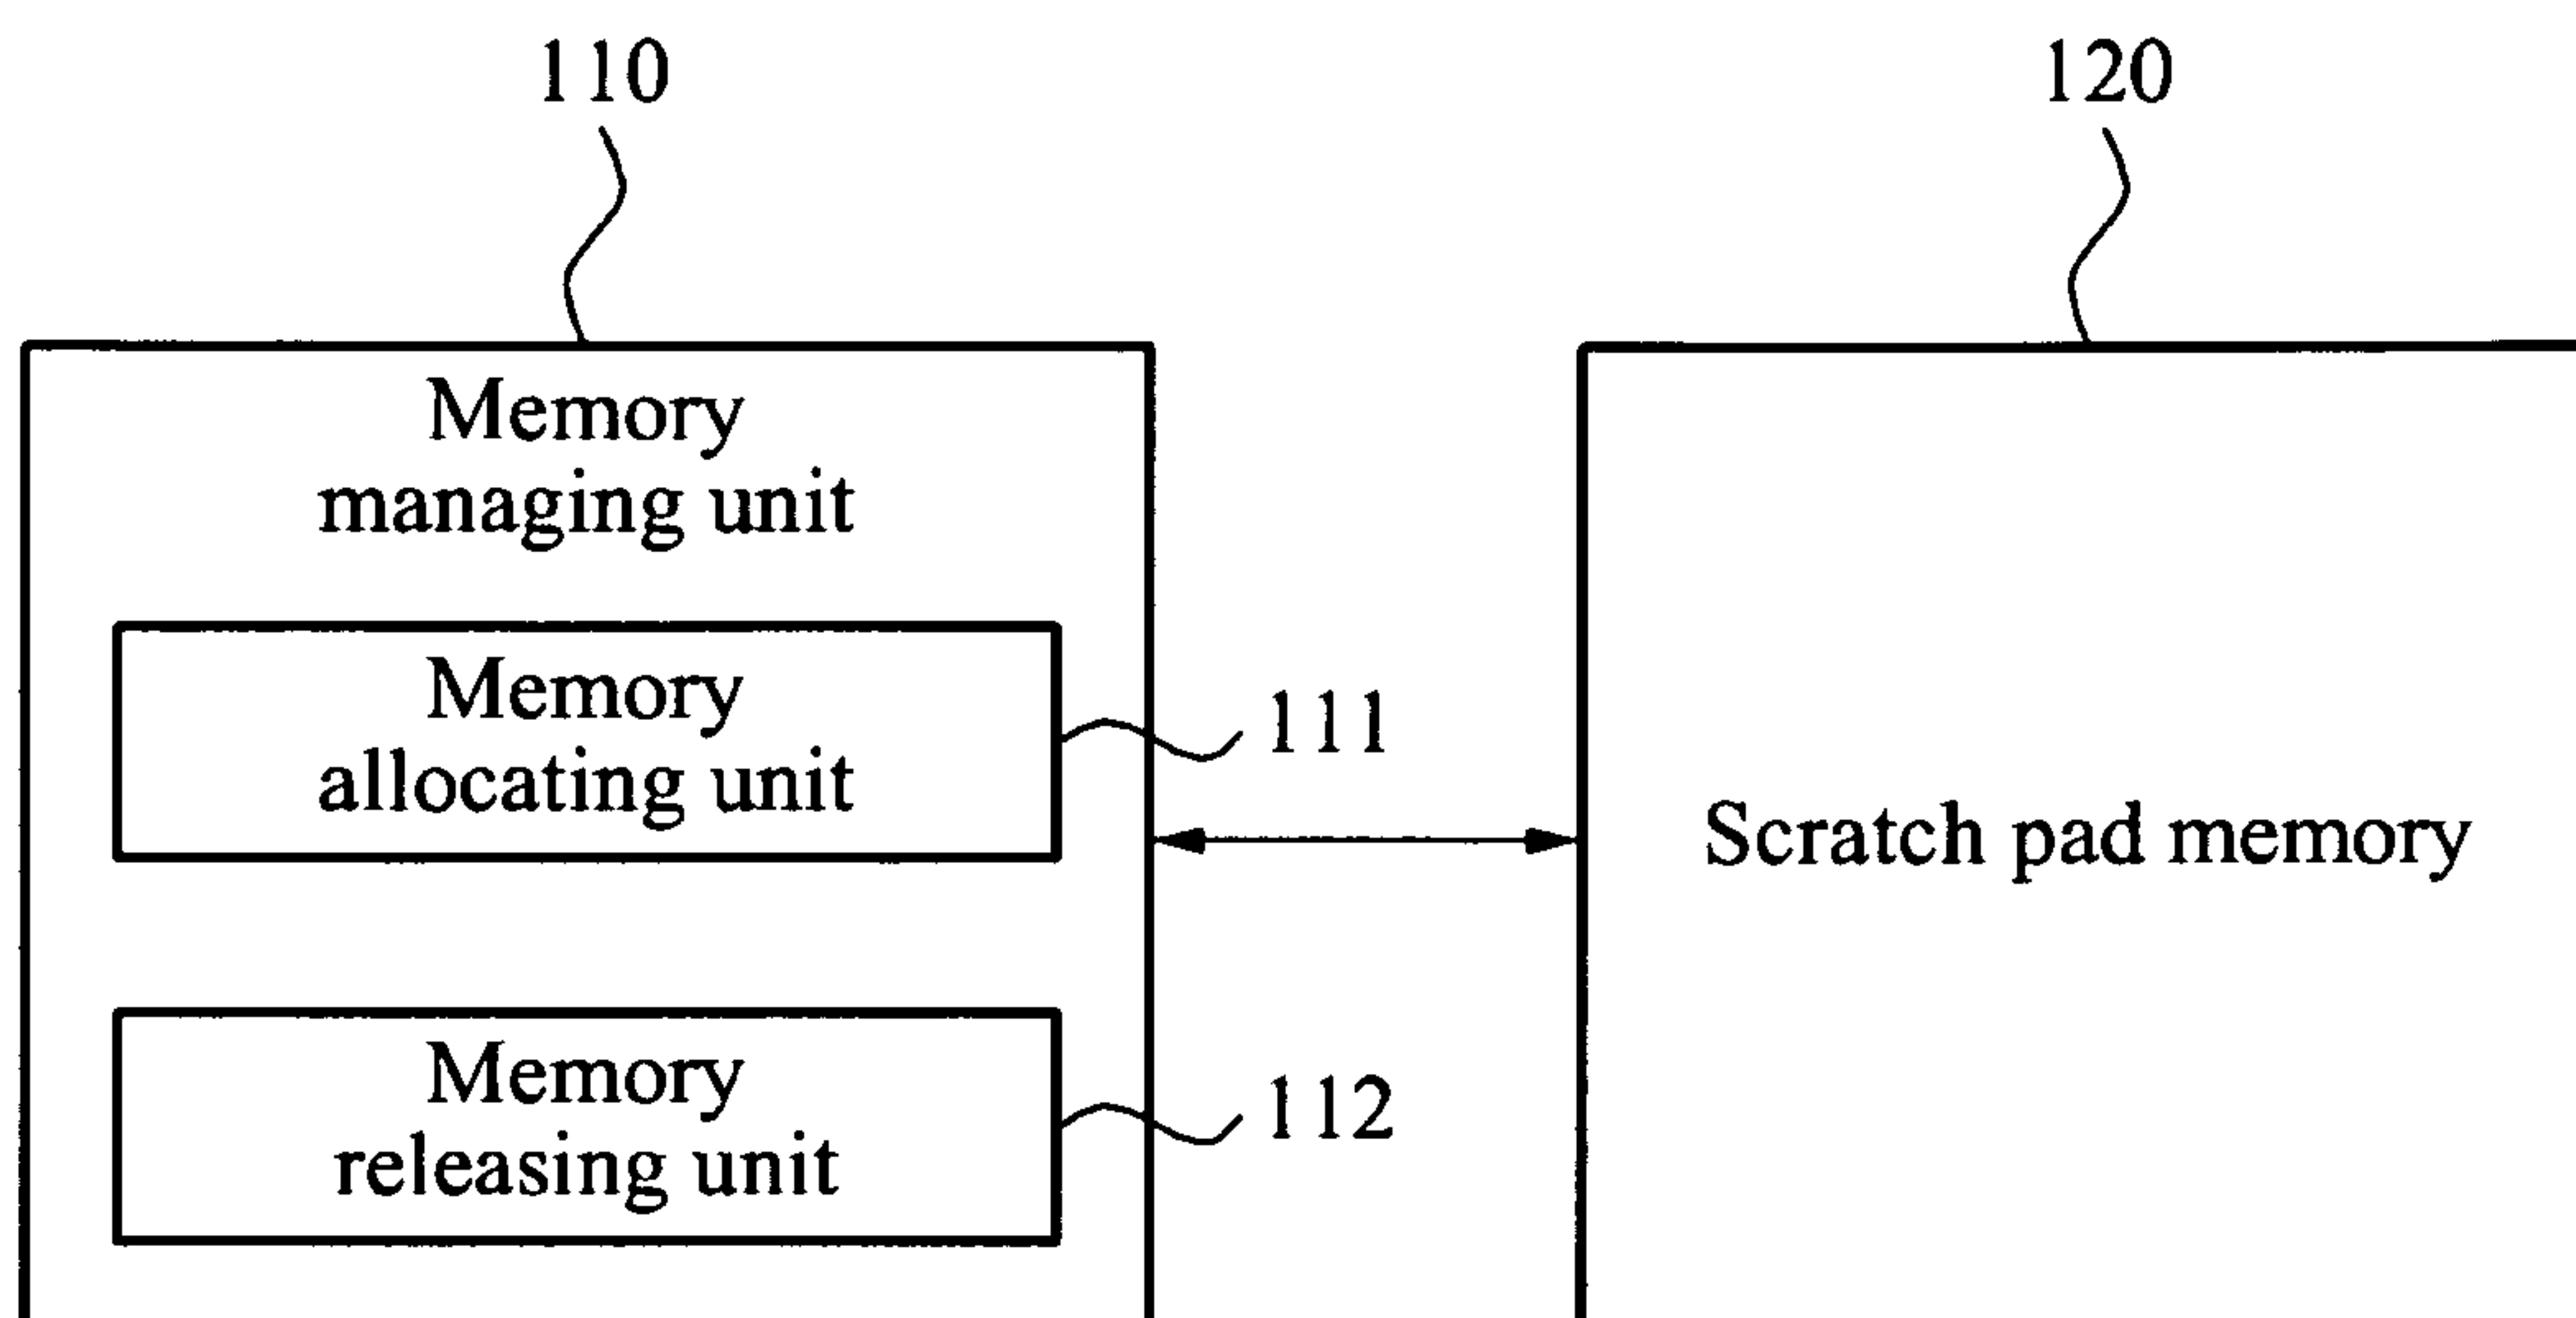 110
120
Memory
managing unit
Memory
allocating unit
111
Scratch pad memory
Memory
releasing unit
112